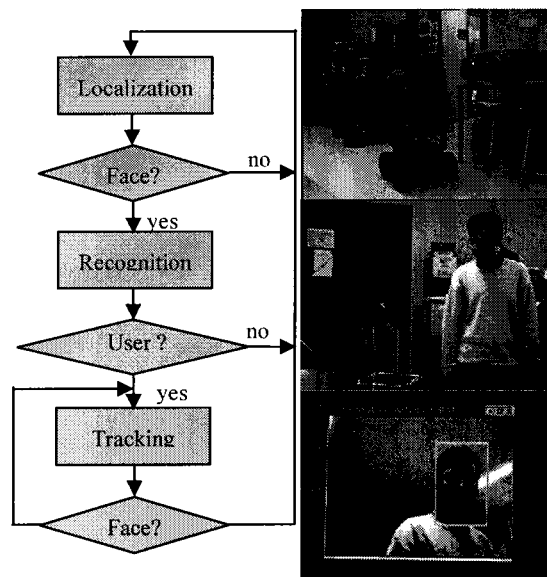 Localization
Face?
no
yes
Recognition
User ?
no
yes
Tracking
Face?